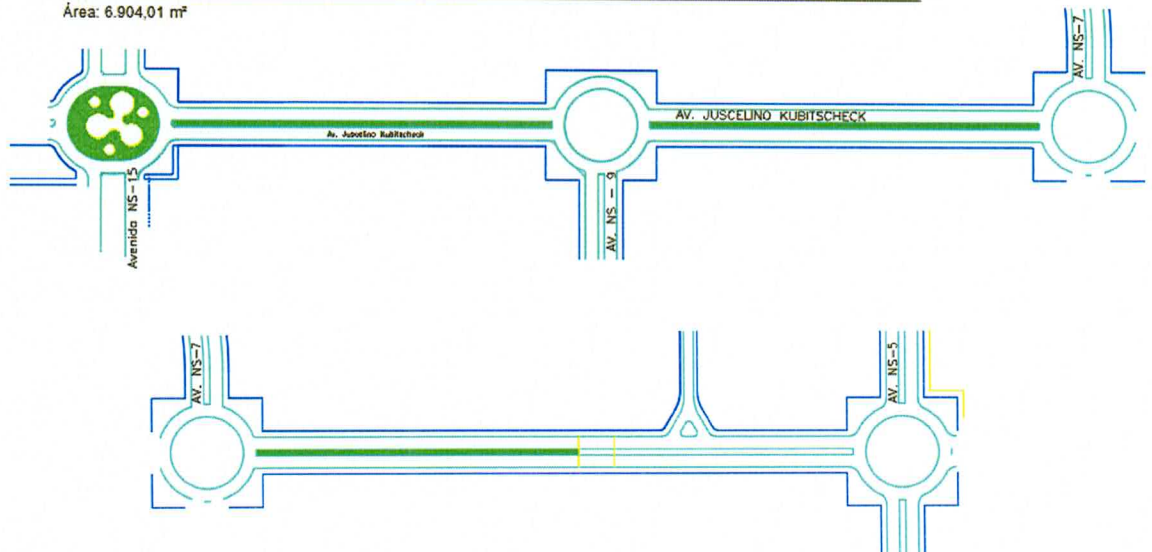 Área: 6.904,01 m²
AV. NS-7
AV. JUSCELINO KUBITSCHECK
Av. Juscelino Kubitscheck
Avenida NS-15
AV. NS - 9
AV. NS-7
AV. NS-5